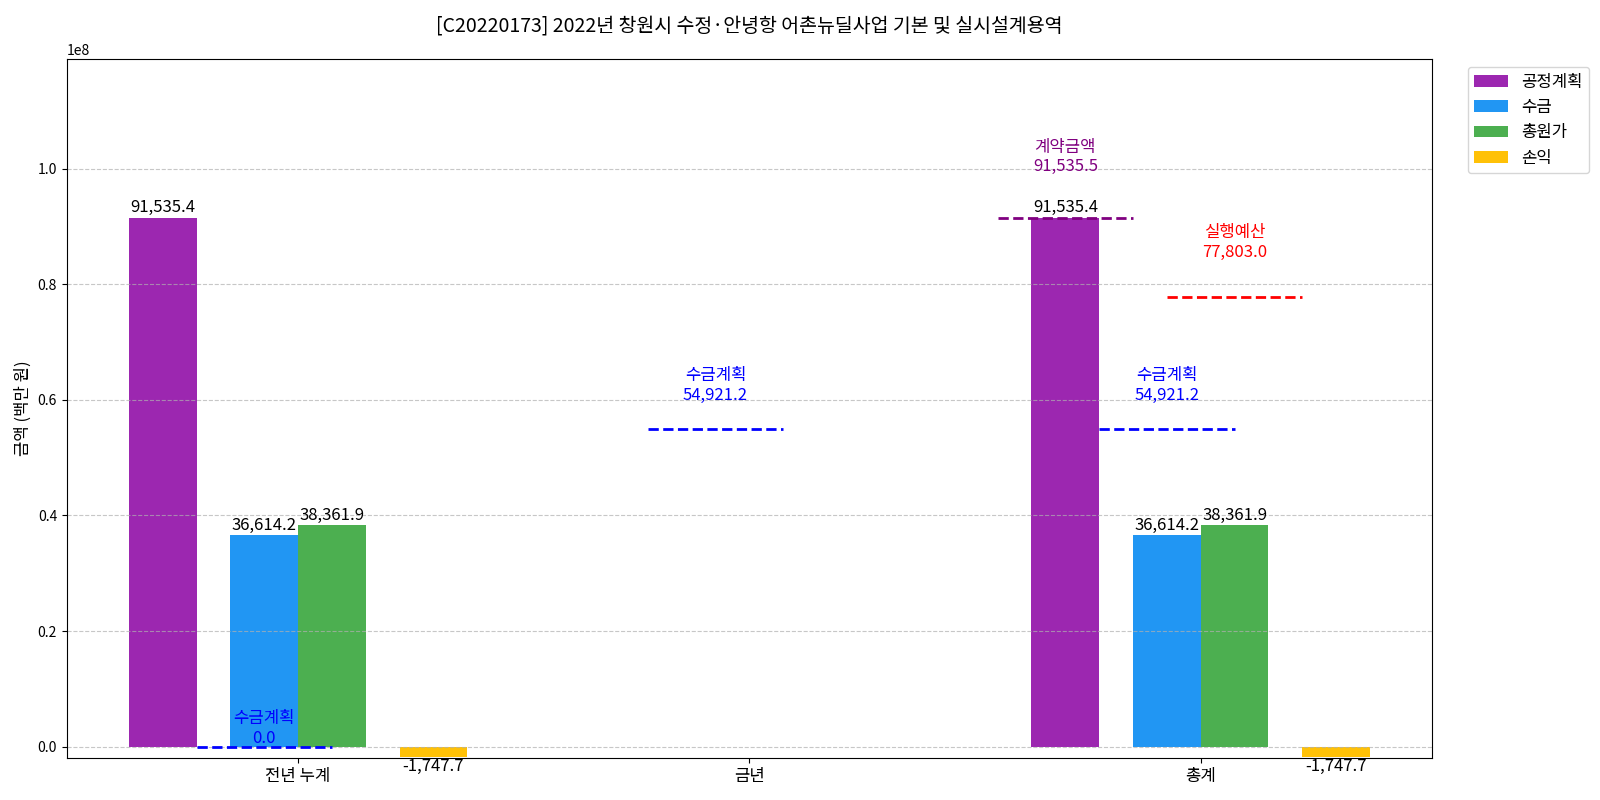 [C20220173] 2022년 창원시 수정·안녕항 어촌뉴딜사업 기본 및 실시설계용역
1e8
공정계획
수금
총원가
손익
계약금액
91,535.5
1.0
91,535.4
91,535.4
실행예산
77,803.0
0.8
수금계획
54,921.2
수금계획
54,921.2
0.6
금액 (백만 원)
0.4
36,614.2
38,361.9
36,614.2
38,361.9
0.2
수금계획
0.0
0.0
-1,747.7
-1,747.7
전년 누계
금년
총계